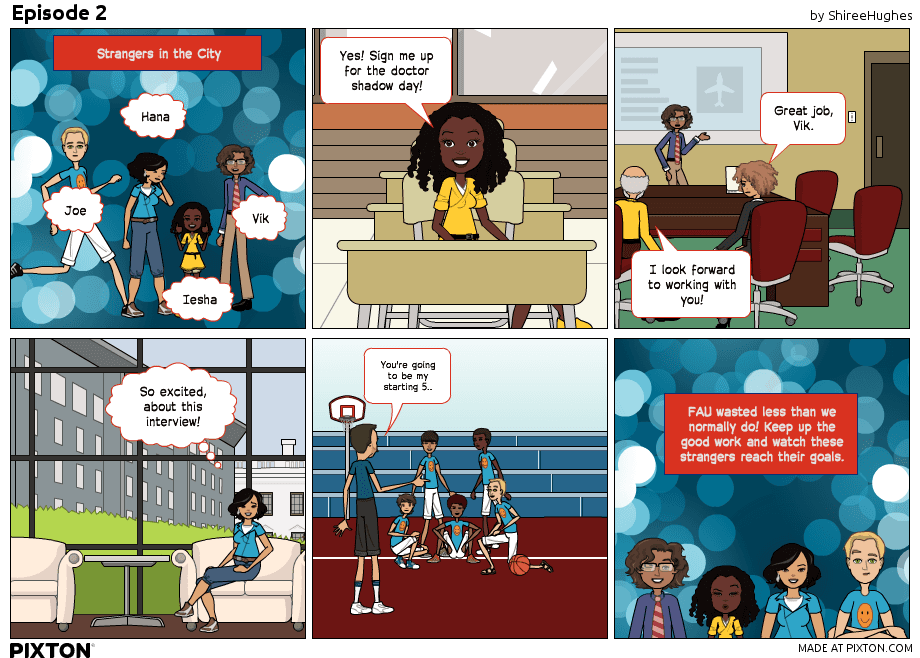 Episode 2
by ShireeHughes
Strangers in the City
Hana
Joe
Vik
Iesha
Yes! Sign me up
for the doctor
shadow day!
Great job,
Vik.
I look forward
to working with
you!
So excited,
about this
interview!
You're going
to be my
starting 5..
FAU wasted less than we
normally do! Keep up the
good work and watch these
strangers reach their goals.
PIXTON
MADE AT PIXTON.COM